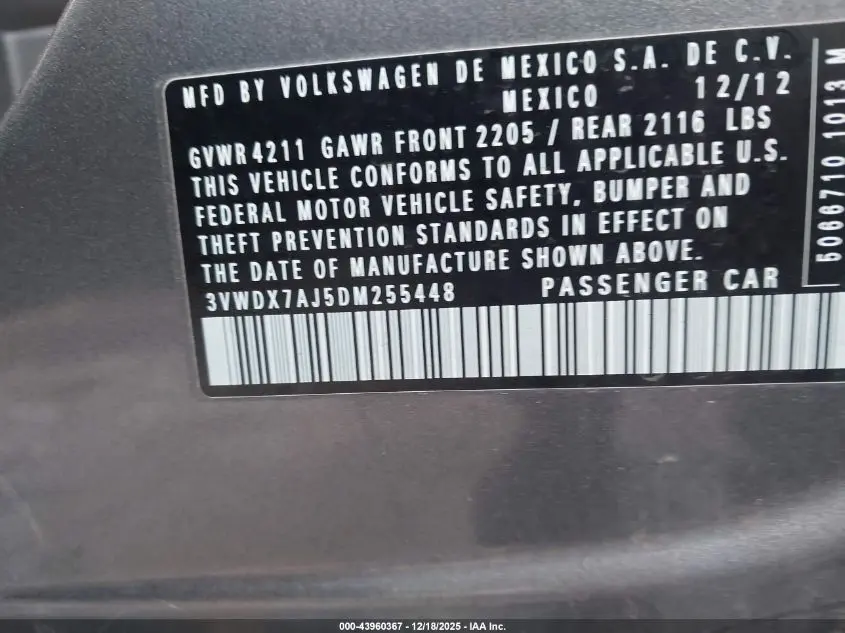 MFD BY VOLKSWAGEN DE MEXICO S.A. DE C.V.
MEXICO 12/12
GVWR 4211 GAWR FRONT 2205 / REAR 2116 LBS
THIS VEHICLE CONFORMS TO ALL APPLICABLE U.S.
FEDERAL MOTOR VEHICLE SAFETY, BUMPER AND
THEFT PREVENTION STANDARDS IN EFFECT ON
THE DATE OF MANUFACTURE SHOWN ABOVE.
3VWDX7AJ5DM255448 PASSENGER CAR
5066710 1013 M
000-43960367 • 12/18/2025 - IAA Inc.